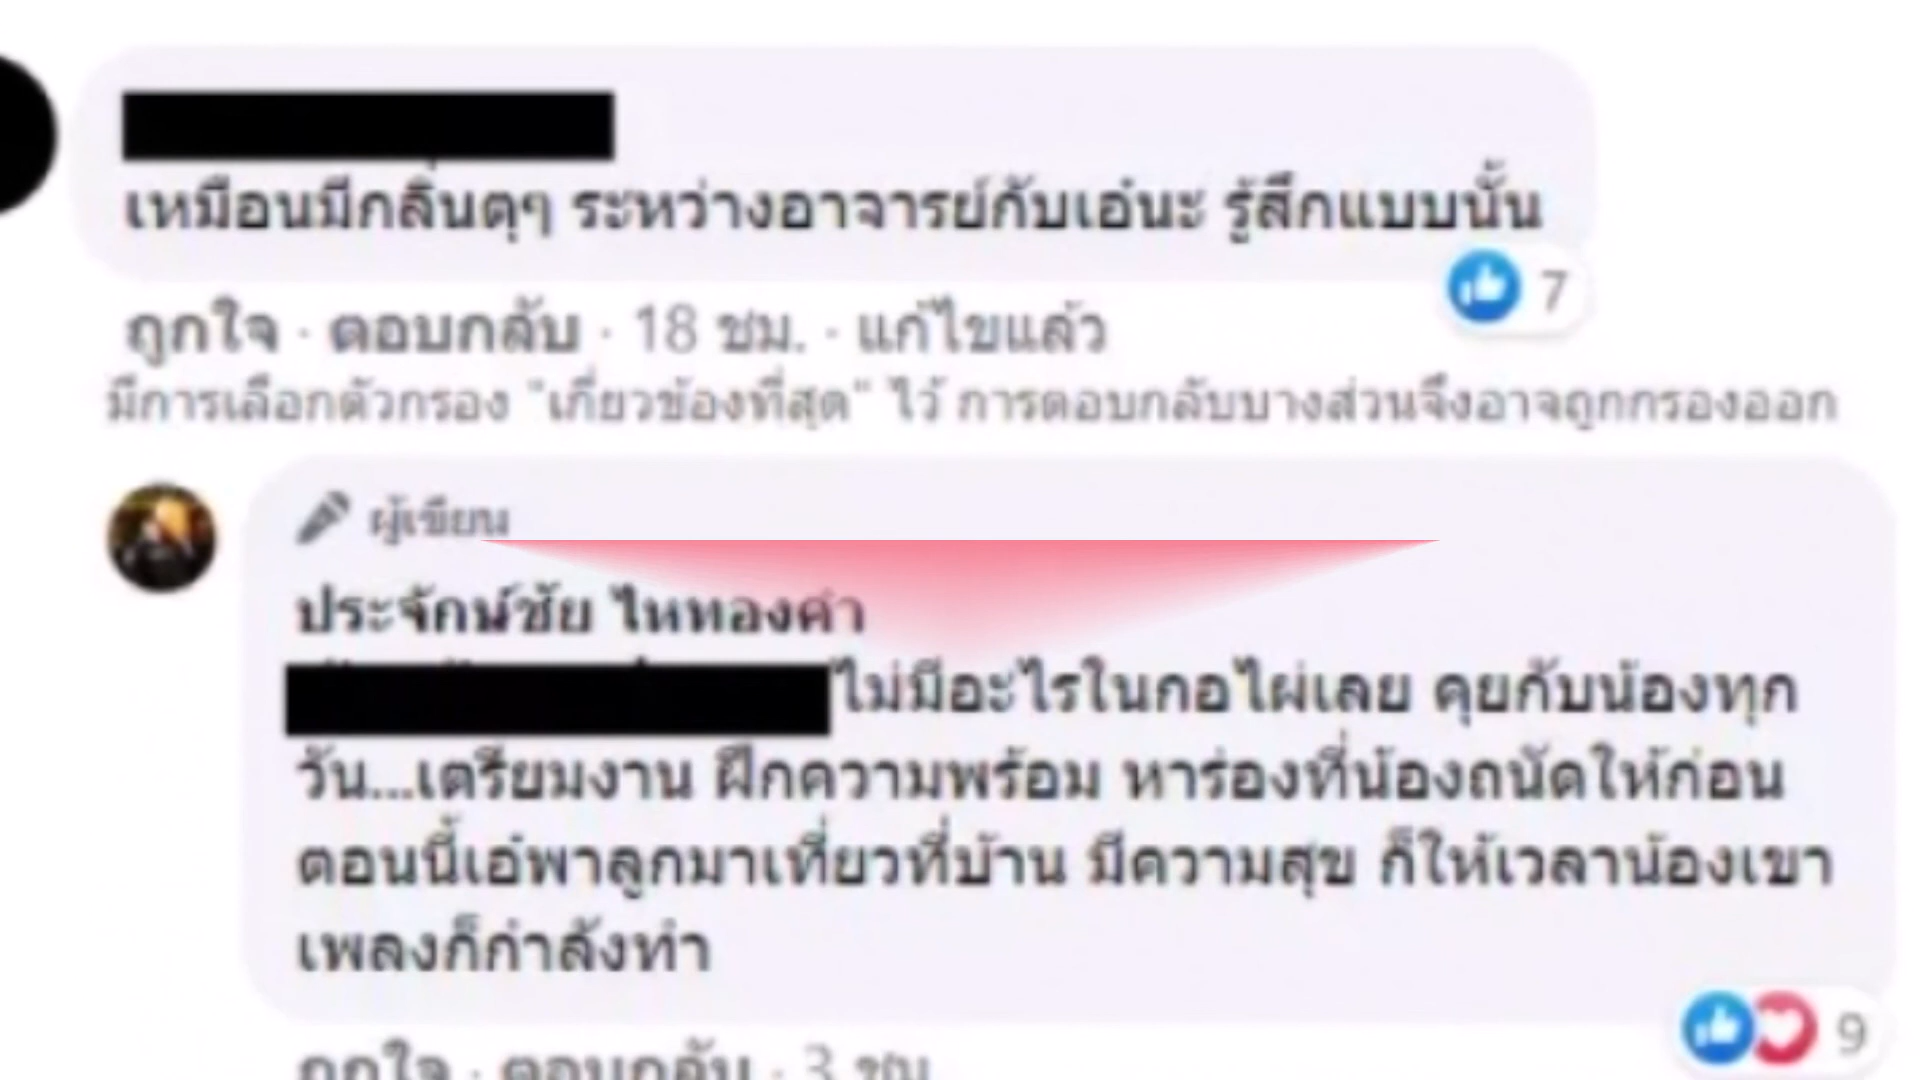 เหมือนมีกลิ่นตุๆ ระหว่างอาจารย์กับเอ๋นะ รู้สึกแบบนั้น
7
ถูกใจ · ตอบกลับ · 18 ชม. · แก้ไขแล้ว
มีการเลือกตัวกรอง "เกี่ยวข้องที่สุด" ไว้ การตอบกลับบางส่วนจึงอาจถูกกรองออก
ผู้เขียน
ประจักษ์ชัย ไหทองคำ
ไม่มีอะไรในกอไผ่เลย คุยกับน้องทุก
วัน...เตรียมงาน ฝึกความพร้อม หาร่องที่น้องถนัดให้ก่อน
ตอนนี้เอ๋พาลูกมาเที่ยวที่บ้าน มีความสุข ก็ให้เวลาน้องเขา
เพลงก็กำลังทำ
9
ถูกใจ · ตอบกลับ · 3 ชม.